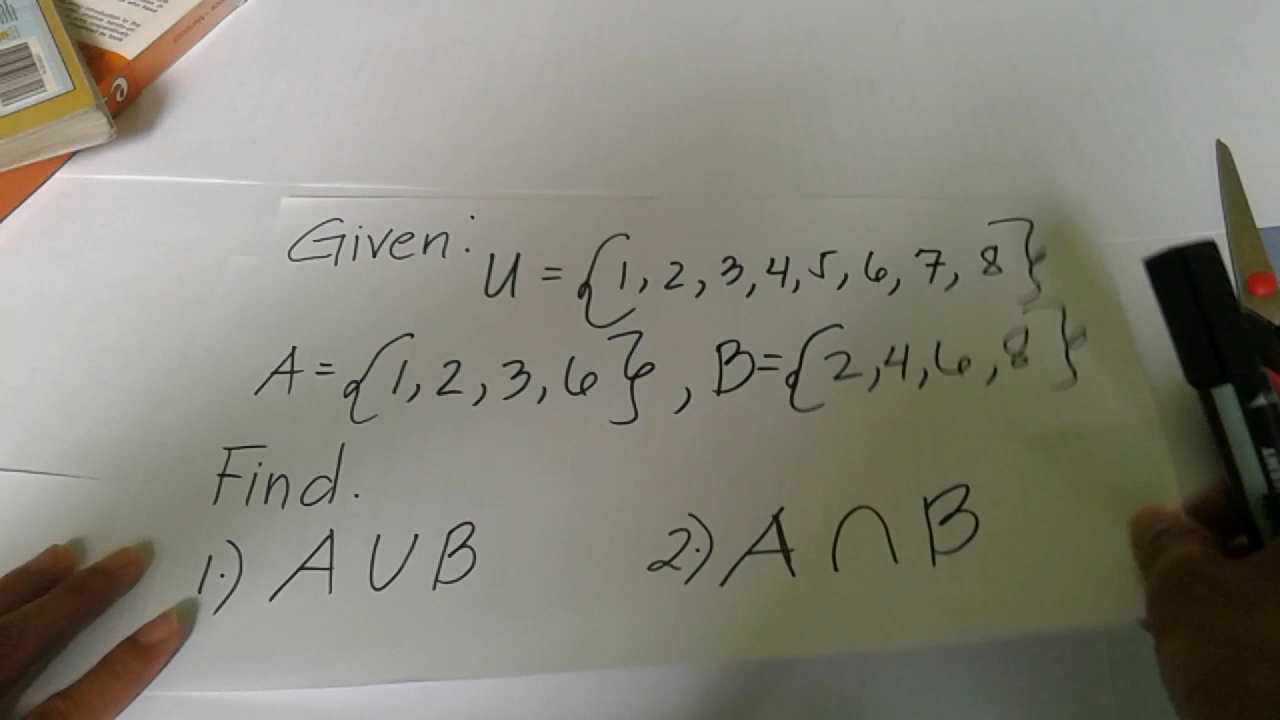 Given: U = {1, 2, 3, 4, 5, 6, 7, 8}
A = {1, 2, 3, 6}, B = {2, 4, 6, 8}
Find.
1.) A ∪ B 2.) A ∩ B